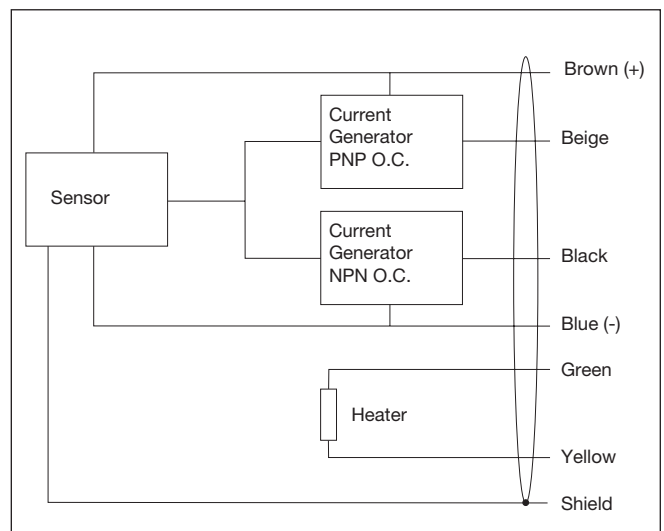 Brown (+)
Current
Generator
PNP O.C.
Beige
Sensor
Current
Generator
NPN O.C.
Black
Blue (-)
Green
Heater
Yellow
Shield